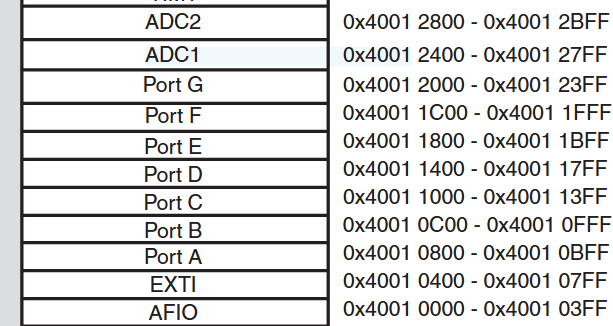 ADC2 0x4001 2800 - 0x4001 2BFF
ADC1 0x4001 2400 - 0x4001 27FF
Port G 0x4001 2000 - 0x4001 23FF
Port F 0x4001 1C00 - 0x4001 1FFF
Port E 0x4001 1800 - 0x4001 1BFF
Port D 0x4001 1400 - 0x4001 17FF
Port C 0x4001 1000 - 0x4001 13FF
Port B 0x4001 0C00 - 0x4001 0FFF
Port A 0x4001 0800 - 0x4001 0BFF
EXTI 0x4001 0400 - 0x4001 07FF
AFIO 0x4001 0000 - 0x4001 03FF